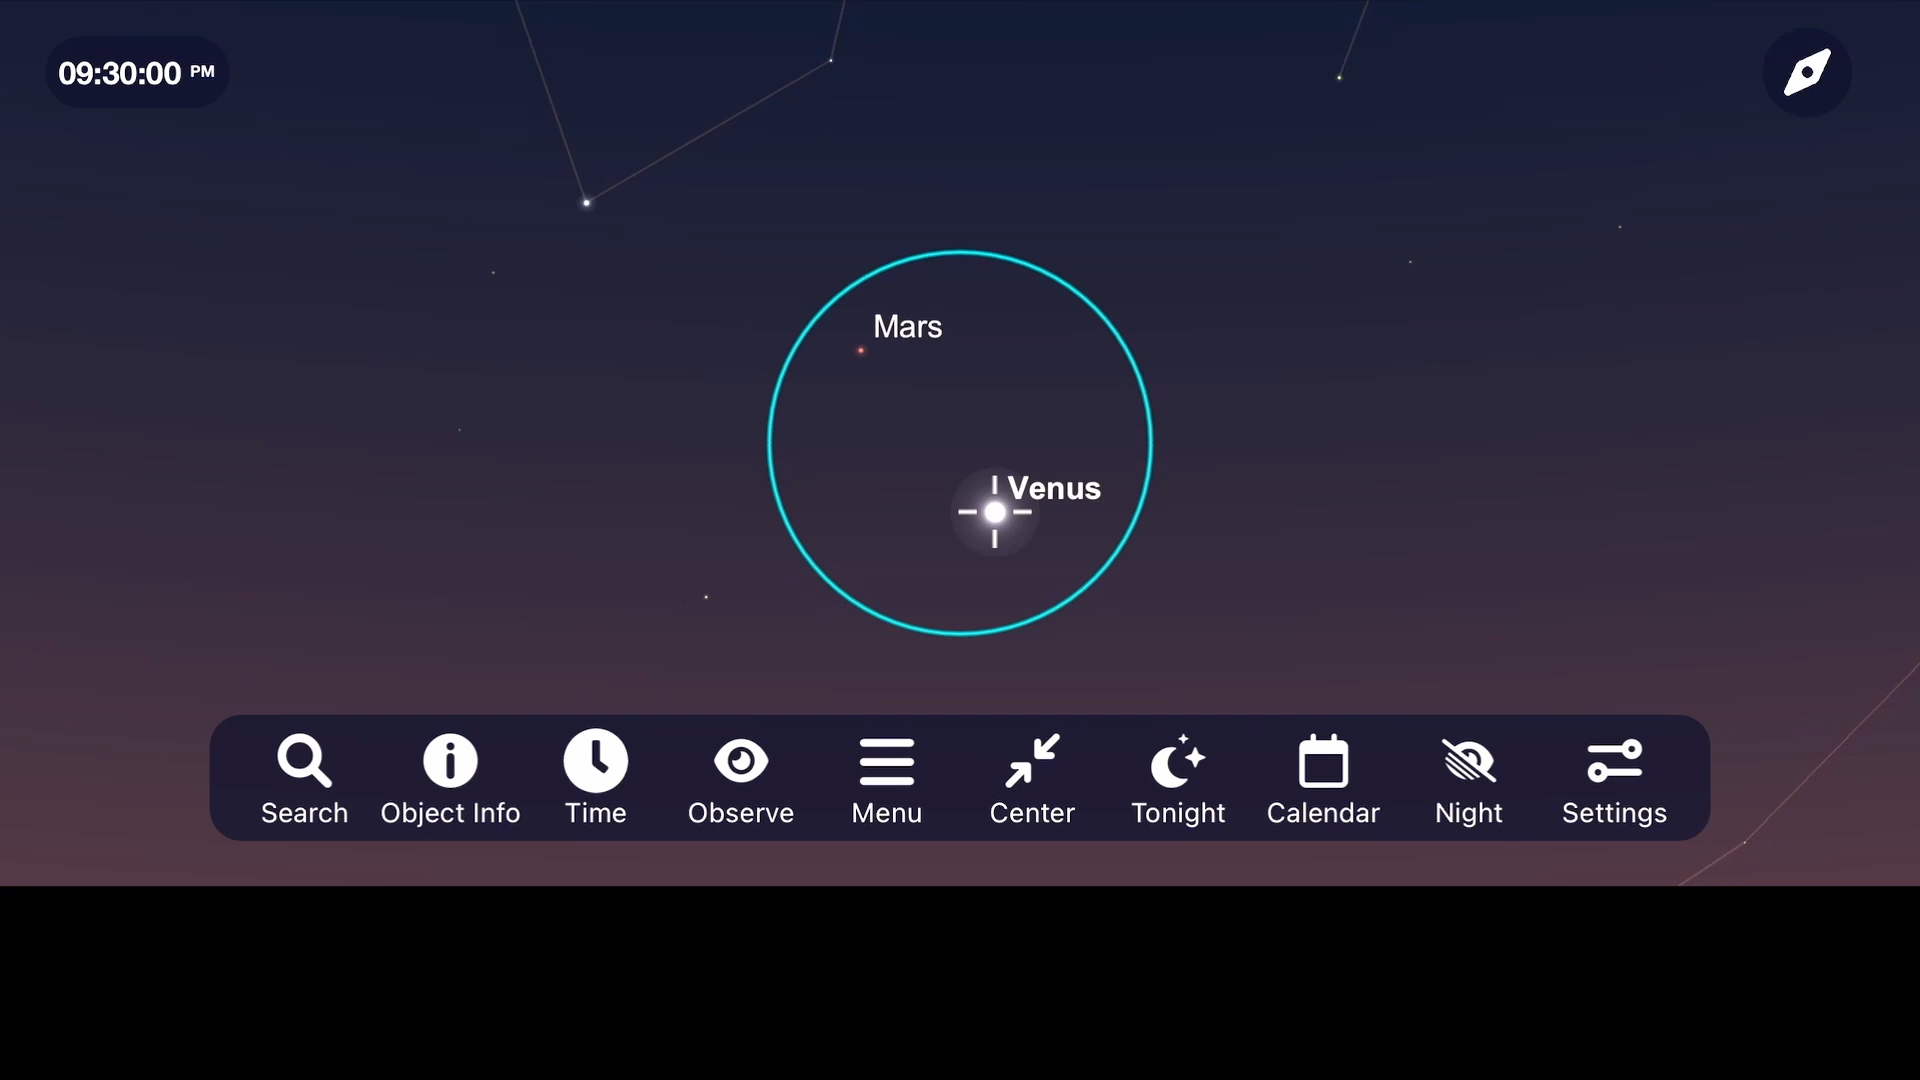 09:30:00 PM
Mars
Venus
Search Object Info Time Observe Menu Center Tonight Calendar Night Settings